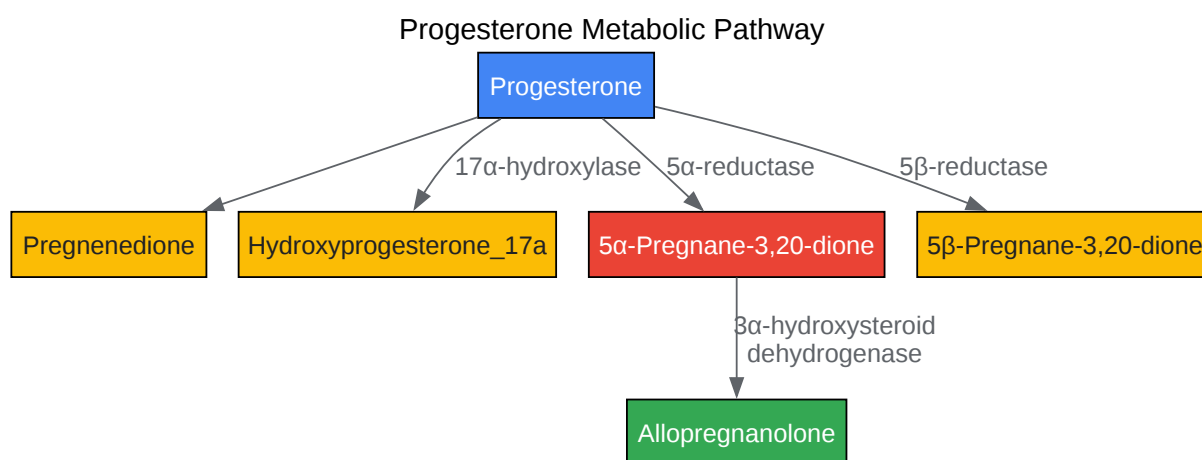 Progesterone Metabolic Pathway
Progesterone
17α-hydroxylase
5α-reductase
5β-reductase
Pregnenedione
Hydroxyprogesterone_17a
5α-Pregnane-3,20-dione
5β-Pregnane-3,20-dione
3α-hydroxysteroid
dehydrogenase
Allopregnanolone